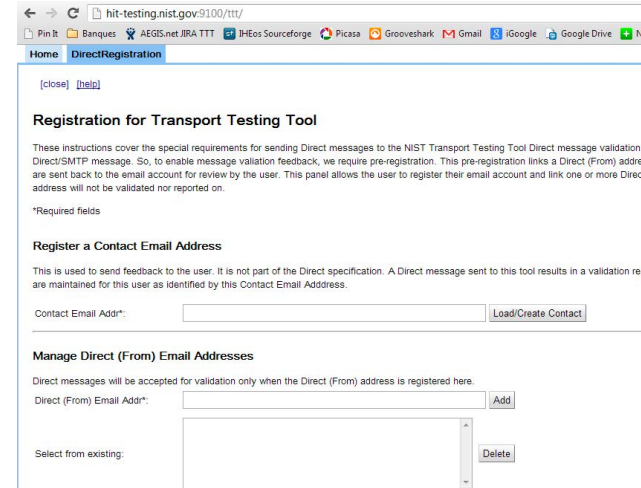 hit-testing.nist.gov:9100/ttt/
Pin It Banques AEGIS.net JIRA TTT IHEos Sourceforge Picasa Grooveshark Gmail iGoogle Google Drive N
Home DirectRegistration
[close] [help]
Registration for Transport Testing Tool
These instructions cover the special requirements for sending Direct messages to the NIST Transport Testing Tool Direct message validation
Direct/SMTP message. So, to enable message valiation feedback, we require pre-registration. This pre-registration links a Direct (From) addre
are sent back to the email account for review by the user. This panel allows the user to register their email account and link one or more Direc
address will not be validated nor reported on.
*Required fields
Register a Contact Email Address
This is used to send feedback to the user. It is not part of the Direct specification. A Direct message sent to this tool results in a validation re
are maintained for this user as identified by this Contact Email Adddress.
Contact Email Addr*: Load/Create Contact
Manage Direct (From) Email Addresses
Direct messages will be accepted for validation only when the Direct (From) address is registered here.
Direct (From) Email Addr*: Add
Select from existing: Delete